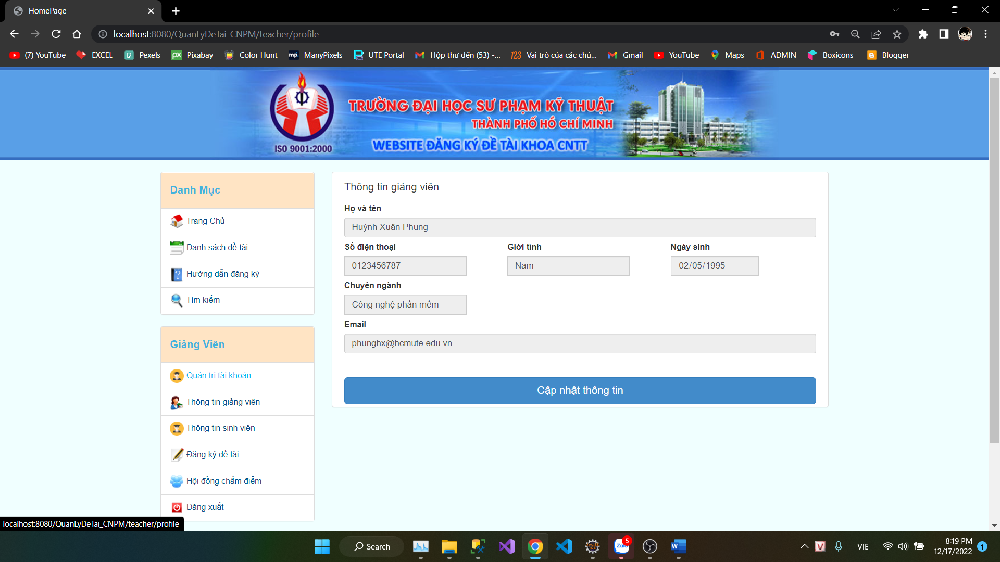 HomePage
localhost:8080/QuanLyDeTai_CNPM/teacher/profile
(7) YouTube EXCEL Pexels Pixabay Color Hunt mp. ManyPixels UTE Portal Hộp thư đến (53) -... 123 Vai trò của các chủ... Gmail YouTube Maps ADMIN Boxicons Blogger
TRƯỜNG ĐẠI HỌC SƯ PHẠM KỸ THUẬT
THÀNH PHỐ HỒ CHÍ MINH
WEBSITE ĐĂNG KÝ ĐỀ TÀI KHOA CNTT
ISO 9001:2000
Danh Mục
Trang Chủ
Danh sách đề tài
Hướng dẫn đăng ký
Tìm kiếm
Giảng Viên
Quản trị tài khoản
Thông tin giảng viên
Thông tin sinh viên
Đăng ký đề tài
Hội đồng chấm điểm
Đăng xuất
Thông tin giảng viên
Họ và tên
Huỳnh Xuân Phụng
Số điện thoại Giới tính Ngày sinh
0123456787 Nam 02/05/1995
Chuyên ngành
Công nghệ phần mềm
Email
phunghx@hcmute.edu.vn
Cập nhật thông tin
localhost:8080/QuanLyDeTai_CNPM/teacher/profile
Search
Zalo 5
VIE
8:19 PM
12/17/2022
1